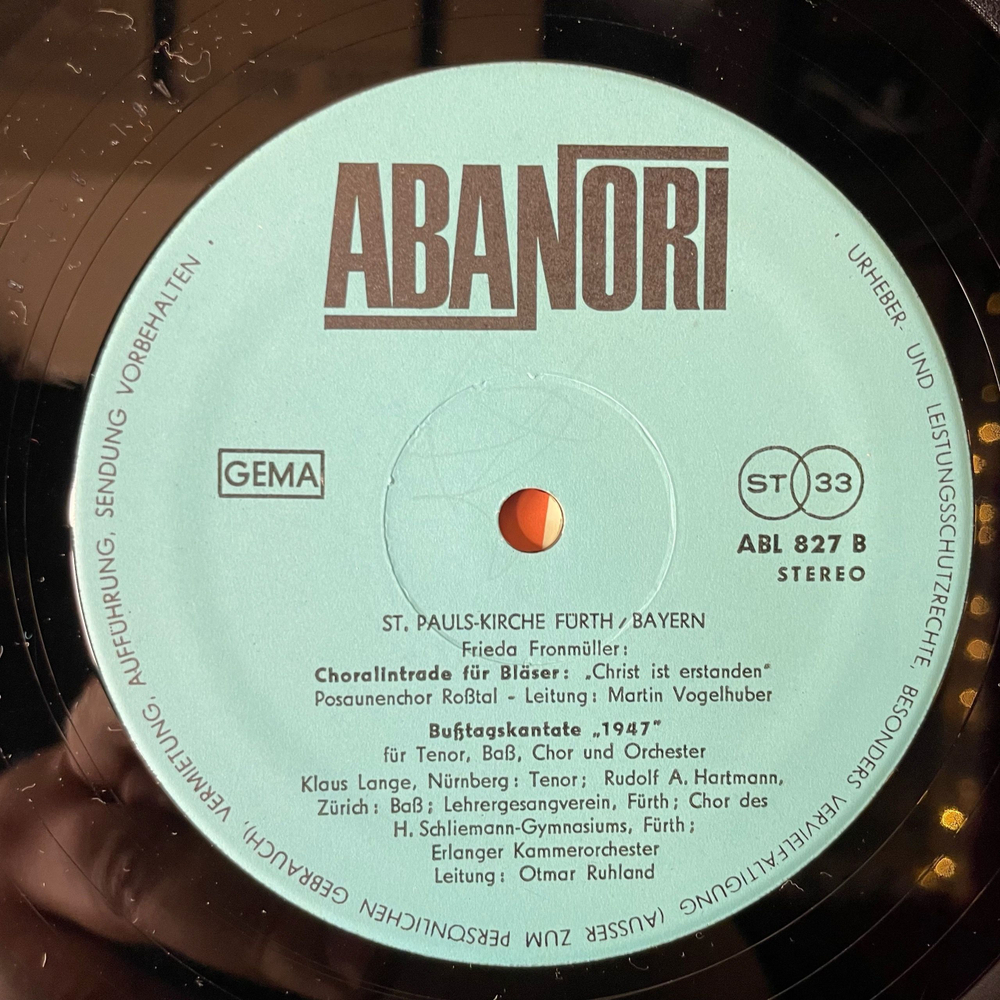 ABANORI
GEMA
ST 33
ABL 827 B
STEREO
ST. PAULS-KIRCHE FÜRTH / BAYERN
Frieda Fronmüller:
Choralintrade für Bläser: „Christ ist erstanden"
Posaunenchor Roßtal - Leitung: Martin Vogelhuber
Bußtagskantate „1947"
für Tenor, Baß, Chor und Orchester
Klaus Lange, Nürnberg: Tenor; Rudolf A. Hartmann,
Zürich: Baß; Lehrergesangverein, Fürth; Chor des
H. Schliemann-Gymnasiums, Fürth;
Erlanger Kammerorchester
Leitung: Otmar Ruhland
URHEBER- UND LEISTUNGSSCHUTZRECHTE, BESONDERS VERVIELFALTIGUNG (AUSSER ZUM PERSÖNLICHEN GEBRAUCH), VERMIETUNG, AUFFÜHRUNG, SENDUNG VORBEHALTEN